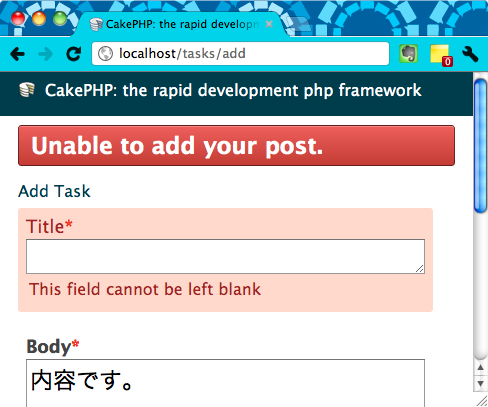 CakePHP: the rapid developm
localhost/tasks/add
0
CakePHP: the rapid development php framework
Unable to add your post.
Add Task
Title*
This field cannot be left blank
Body*
内容です。